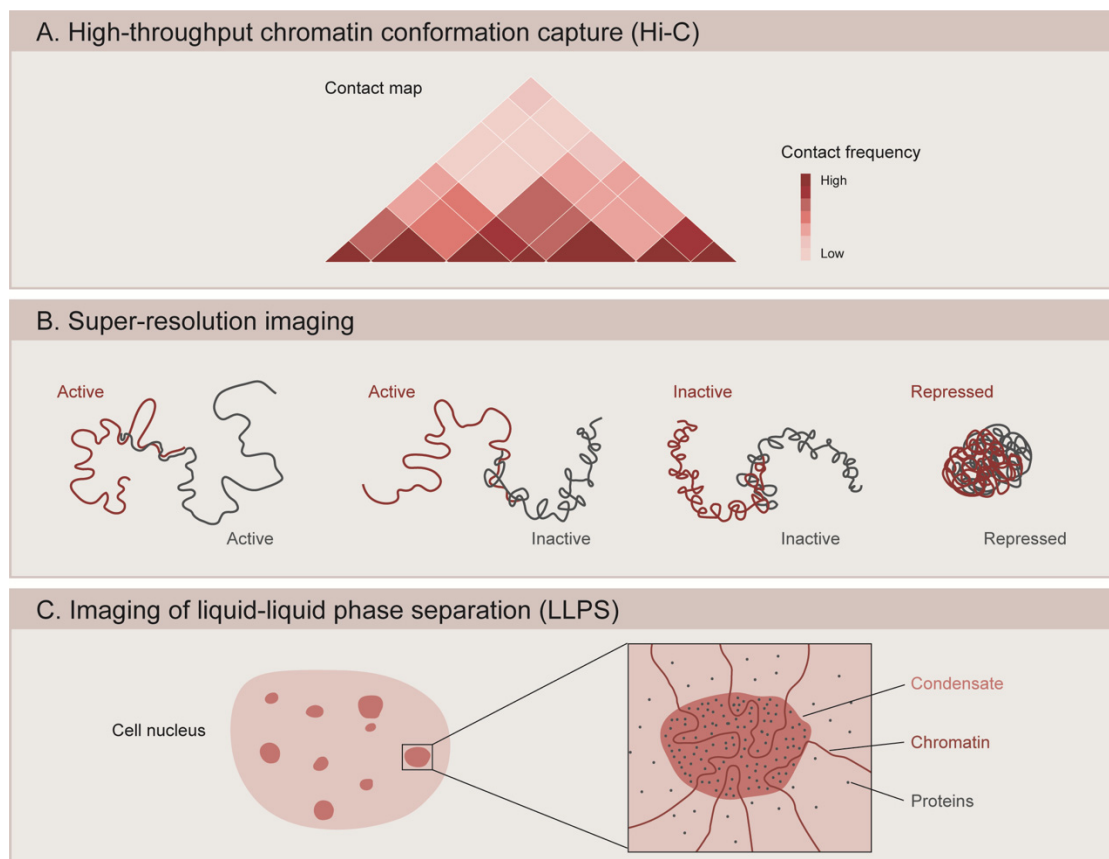 A. High-throughput chromatin conformation capture (Hi-C)
Contact map
Contact frequency
High
Low
B. Super-resolution imaging
Active
Active
Inactive
Repressed
Active
Inactive
Inactive
Repressed
C. Imaging of liquid-liquid phase separation (LLPS)
Cell nucleus
Condensate
Chromatin
Proteins